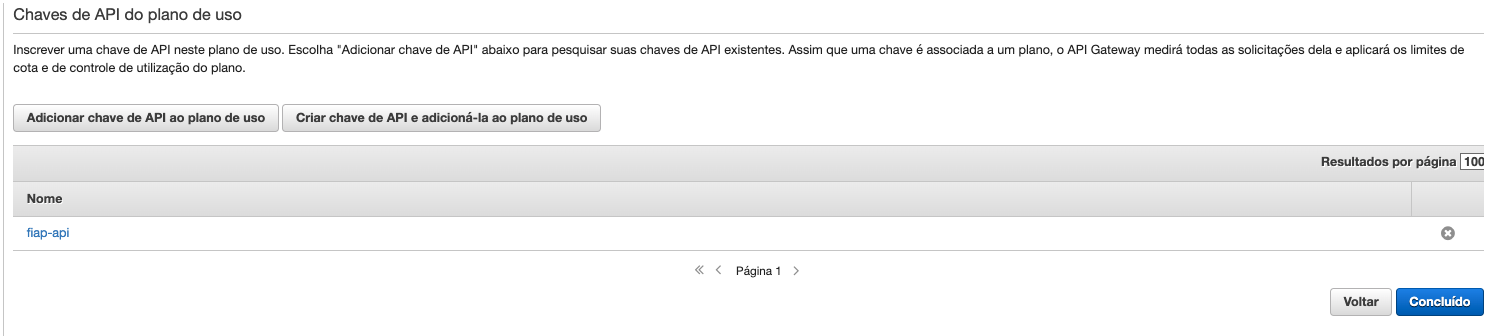 Chaves de API do plano de uso
Inscrever uma chave de API neste plano de uso. Escolha "Adicionar chave de API" abaixo para pesquisar suas chaves de API existentes. Assim que uma chave é associada a um plano, o API Gateway medirá todas as solicitações dela e aplicará os limites de
cota e de controle de utilização do plano.
Adicionar chave de API ao plano de uso Criar chave de API e adicioná-la ao plano de uso
Resultados por página 100
Nome
fiap-api
Página 1
Voltar Concluído